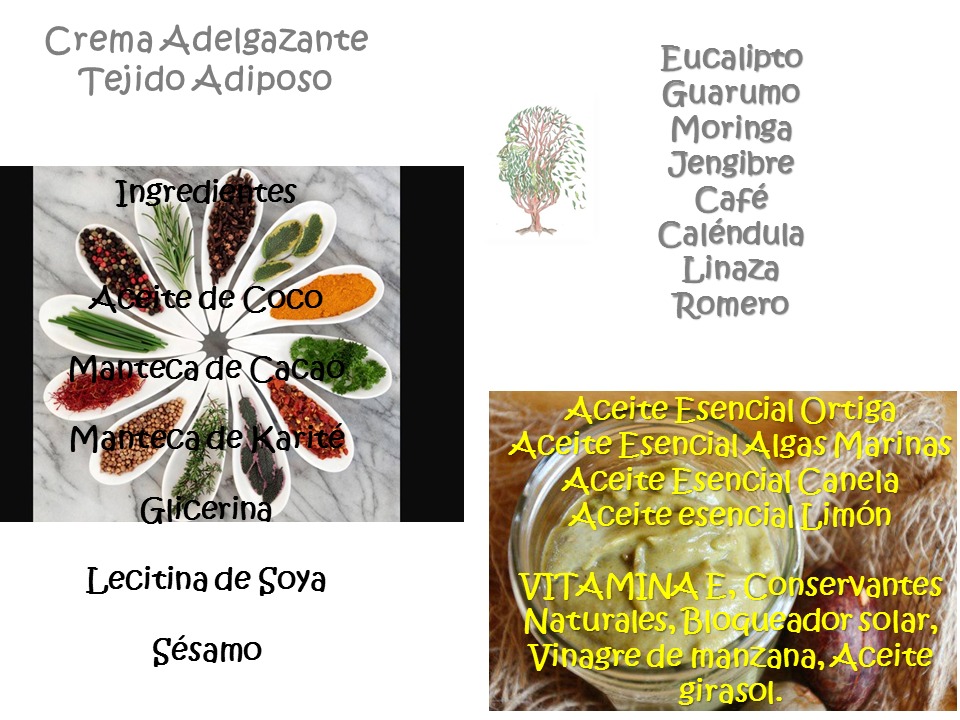 Crema Adelgazante
Tejido Adiposo
Ingredientes
Aceite de Coco
Manteca de Cacao
Manteca de Karité
Glicerina
Lecitina de Soya
Sésamo
Eucalipto
Guarumo
Moringa
Jengibre
Café
Caléndula
Linaza
Romero
Aceite Esencial Ortiga
Aceite Esencial Algas Marinas
Aceite Esencial Canela
Aceite esencial Limón
VITAMINA E, Conservantes
Naturales, Bloqueador solar,
Vinagre de manzana, Aceite
girasol.